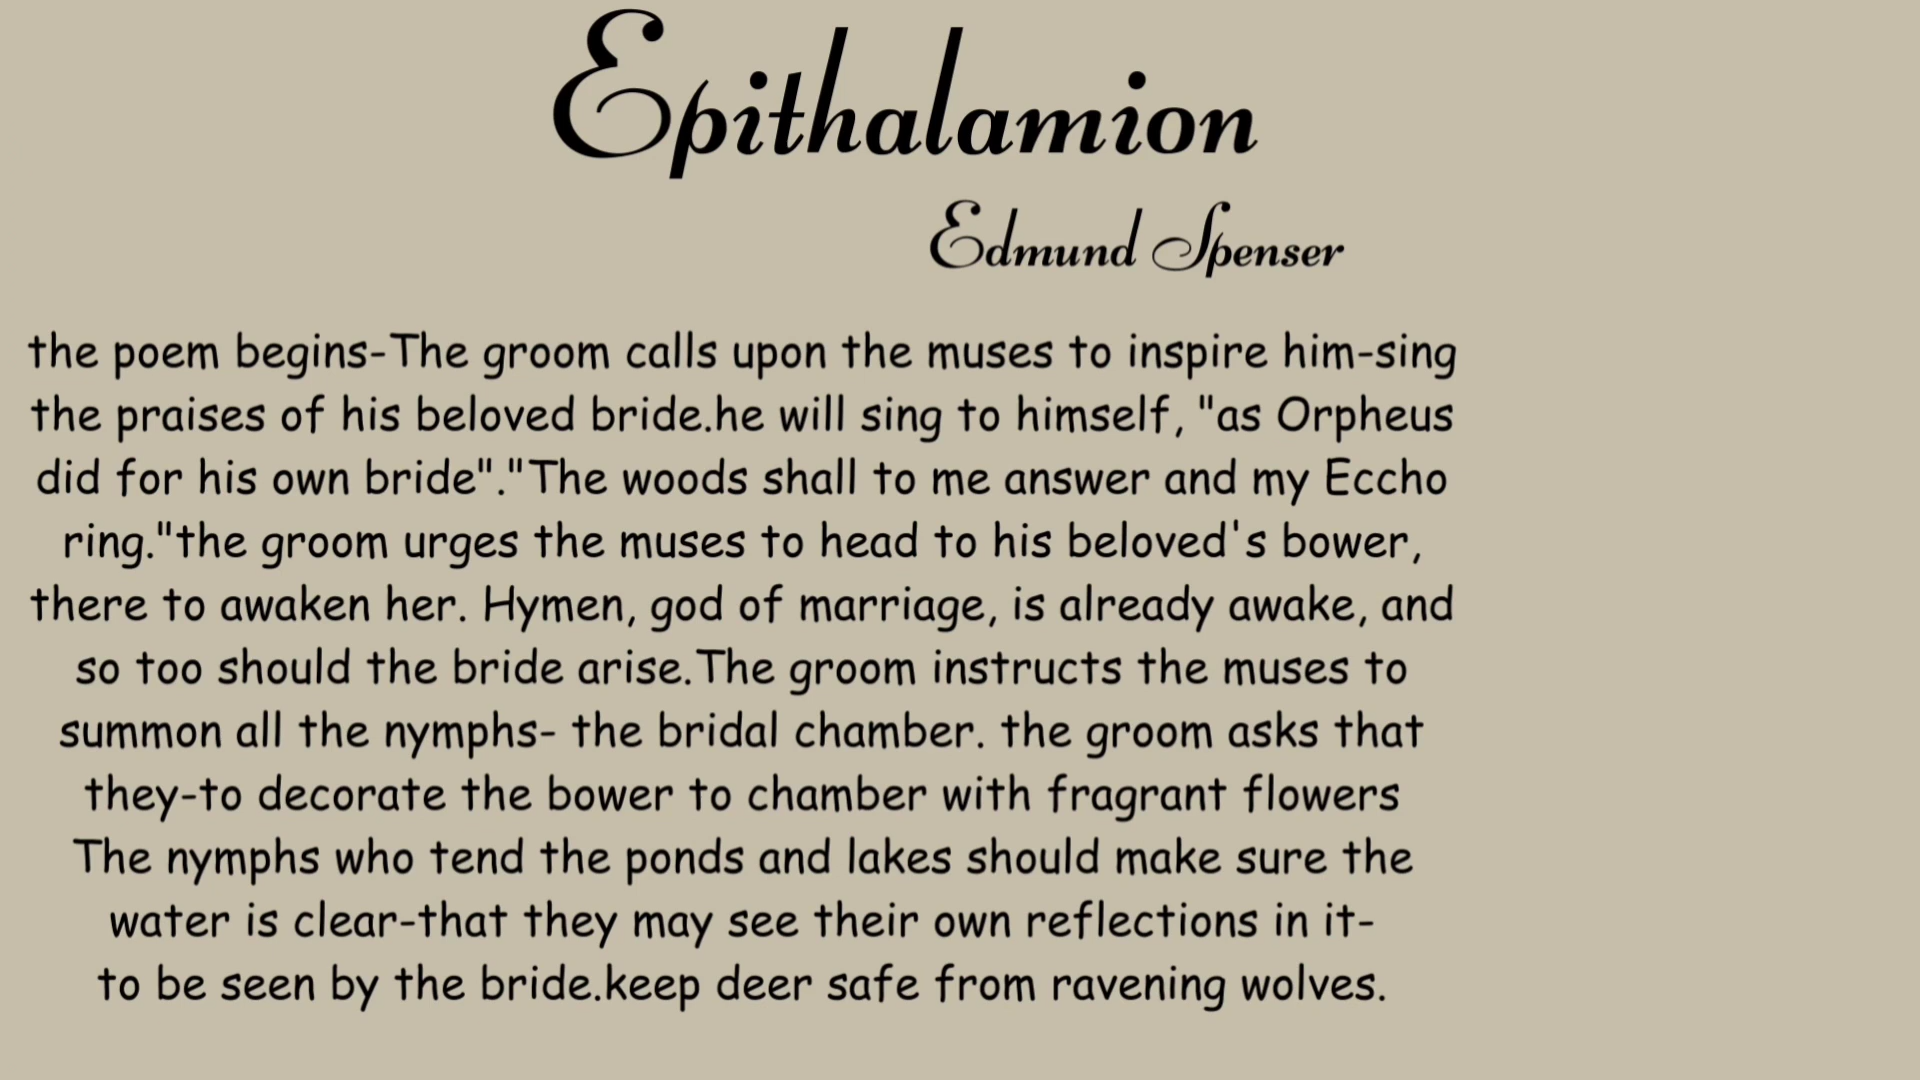 Epithalamion
Edmund Spenser
the poem begins-The groom calls upon the muses to inspire him-sing
the praises of his beloved bride.he will sing to himself, "as Orpheus
did for his own bride"."The woods shall to me answer and my Eccho
ring."the groom urges the muses to head to his beloved's bower,
there to awaken her. Hymen, god of marriage, is already awake, and
so too should the bride arise.The groom instructs the muses to
summon all the nymphs- the bridal chamber. the groom asks that
they-to decorate the bower to chamber with fragrant flowers
The nymphs who tend the ponds and lakes should make sure the
water is clear-that they may see their own reflections in it-
to be seen by the bride.keep deer safe from ravening wolves.